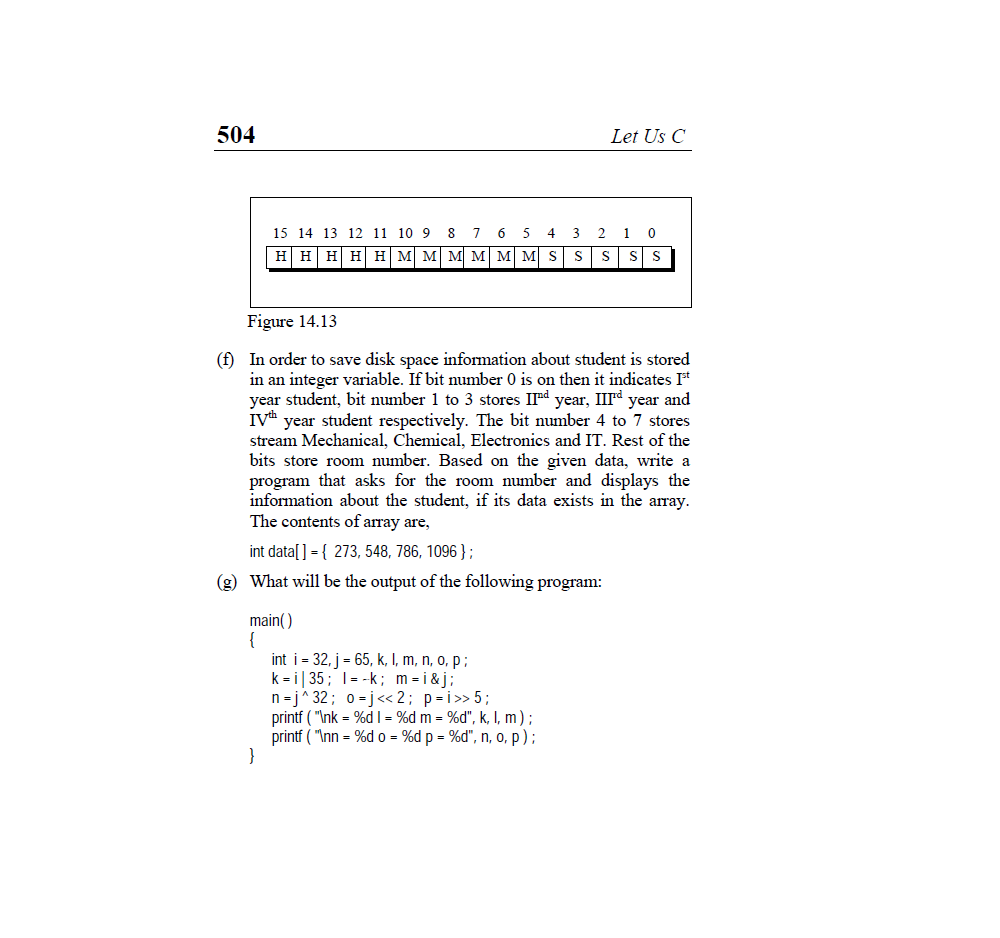 504 Let Us C
15 14 13 12 11 10 9 8 7 6 5 4 3 2 1 0
H H H H H M M M M M M S S S S S
Figure 14.13
(f) In order to save disk space information about student is stored
in an integer variable. If bit number 0 is on then it indicates Iˢᵗ
year student, bit number 1 to 3 stores IIⁿᵈ year, IIIʳᵈ year and
IVᵗʰ year student respectively. The bit number 4 to 7 stores
stream Mechanical, Chemical, Electronics and IT. Rest of the
bits store room number. Based on the given data, write a
program that asks for the room number and displays the
information about the student, if its data exists in the array.
The contents of array are,
int data[ ] = { 273, 548, 786, 1096 } ;
(g) What will be the output of the following program:
main( )
{
int i = 32, j = 65, k, l, m, n, o, p ;
k = i | 35 ; l = ~k ; m = i & j ;
n = j ^ 32 ; o = j << 2 ; p = i >> 5 ;
printf ( "\nk = %d l = %d m = %d", k, l, m ) ;
printf ( "\nn = %d o = %d p = %d", n, o, p ) ;
}